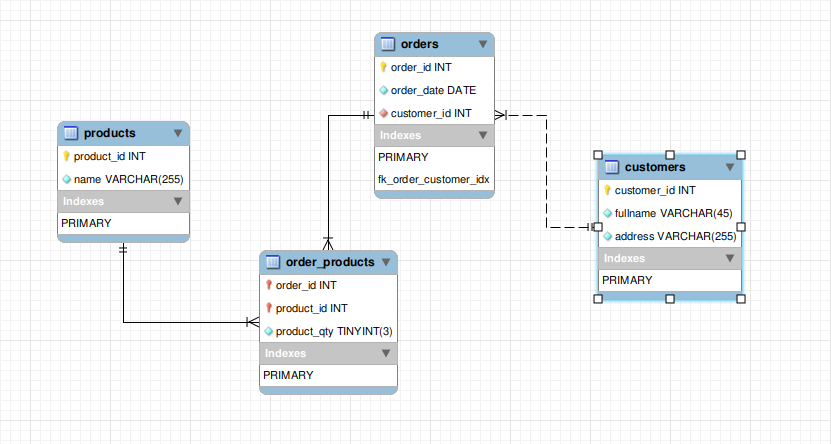 orders
order_id INT
order_date DATE
customer_id INT
Indexes
PRIMARY
fk_order_customer_idx
products
product_id INT
name VARCHAR(255)
Indexes
PRIMARY
customers
customer_id INT
fullname VARCHAR(45)
address VARCHAR(255)
Indexes
PRIMARY
order_products
order_id INT
product_id INT
product_qty TINYINT(3)
Indexes
PRIMARY